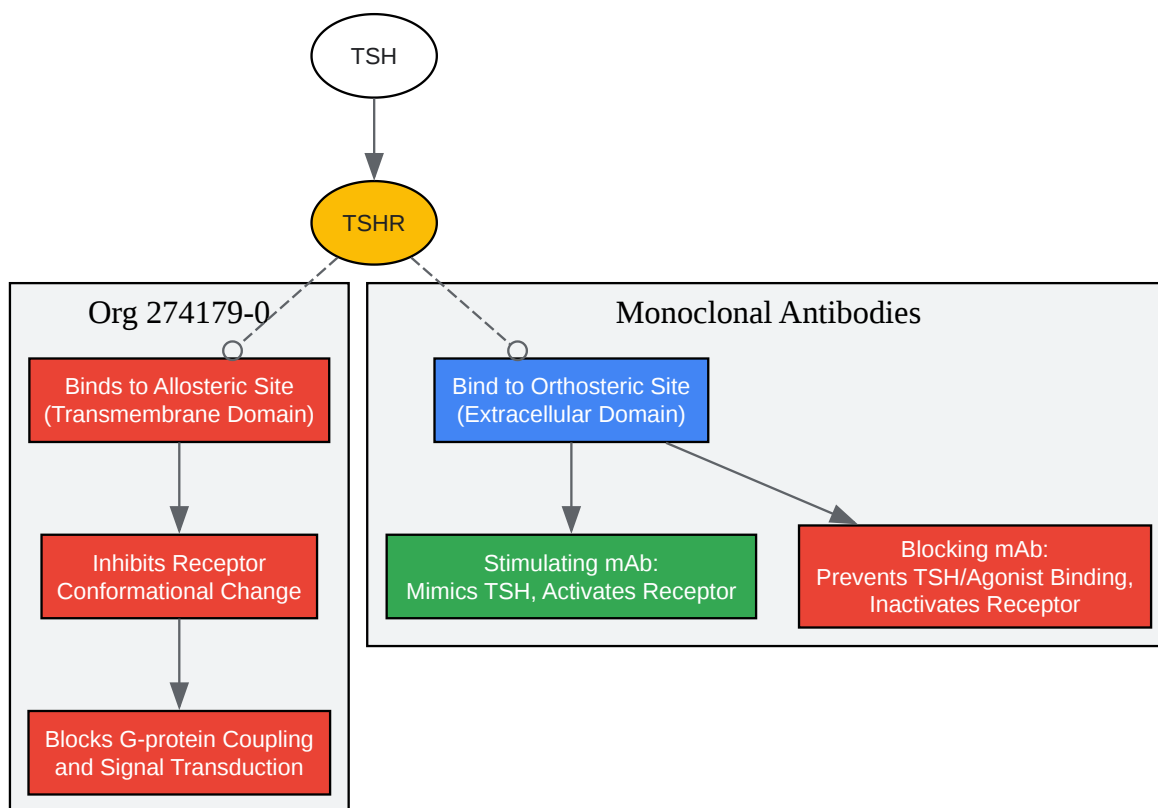 TSH
TSHR
Org 274179-0
Binds to Allosteric Site
(Transmembrane Domain)
Inhibits Receptor
Conformational Change
Blocks G-protein Coupling
and Signal Transduction
Monoclonal Antibodies
Bind to Orthosteric Site
(Extracellular Domain)
Stimulating mAb:
Mimics TSH, Activates Receptor
Blocking mAb:
Prevents TSH/Agonist Binding,
Inactivates Receptor